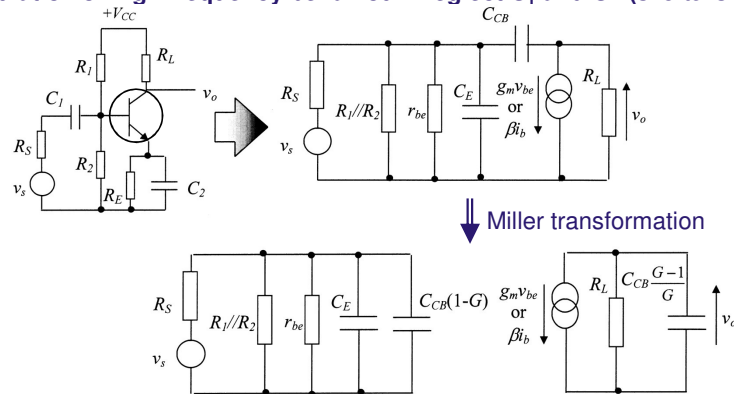 +V_CC
R_1
R_L
C_1
v_o
R_S
R_2
v_s
R_E
C_2
C_CB
R_S
R_1//R_2
r_be
C_E
g_m v_be
or
βi_b
R_L
v_o
v_s
Miller transformation
R_S
R_1//R_2
r_be
C_E
C_CB(1-G)
g_m v_be
or
βi_b
R_L
C_CB G-1
G
v_o
v_s